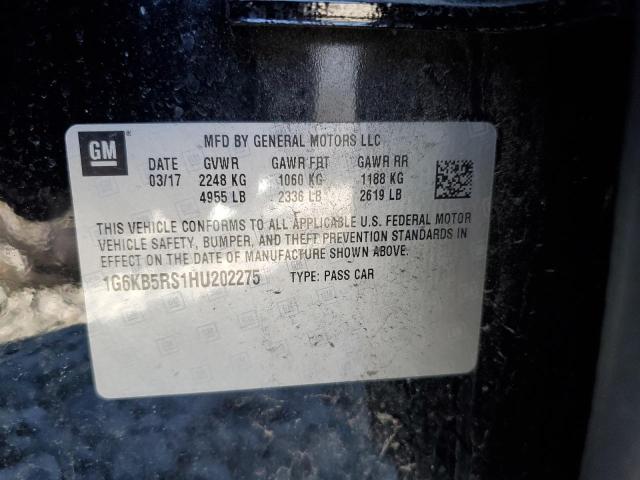 GM ®
MFD BY GENERAL MOTORS LLC
DATE GVWR GAWR FRT GAWR RR
03/17 2248 KG 1060 KG 1188 KG
4955 LB 2336 LB 2619 LB
THIS VEHICLE CONFORMS TO ALL APPLICABLE U.S. FEDERAL MOTOR
VEHICLE SAFETY, BUMPER, AND THEFT PREVENTION STANDARDS IN
EFFECT ON THE DATE OF MANUFACTURE SHOWN ABOVE.
1G6KB5RS1HU202275 TYPE: PASS CAR